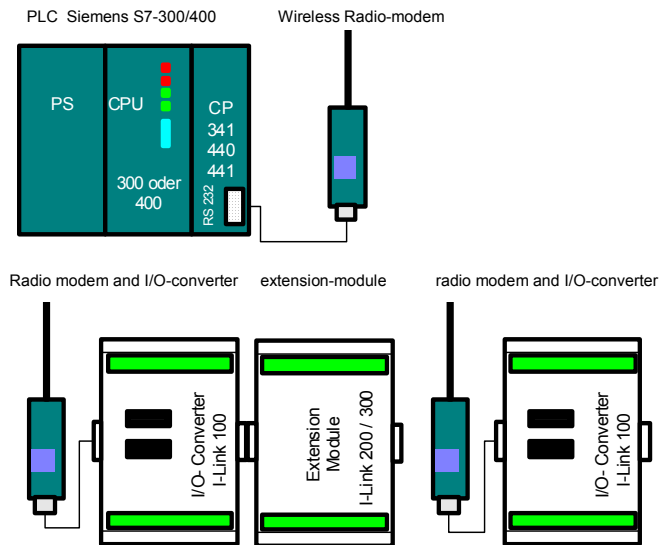 PLC Siemens S7-300/400
Wireless Radio-modem
PS
CPU
300 oder
400
CP
341
440
441
RS 232
Radio modem and I/O-converter
extension-module
radio modem and I/O-converter
I/O- Converter
I-Link 100
Extension
Module
I-Link 200 / 300
I/O- Converter
I-Link 100